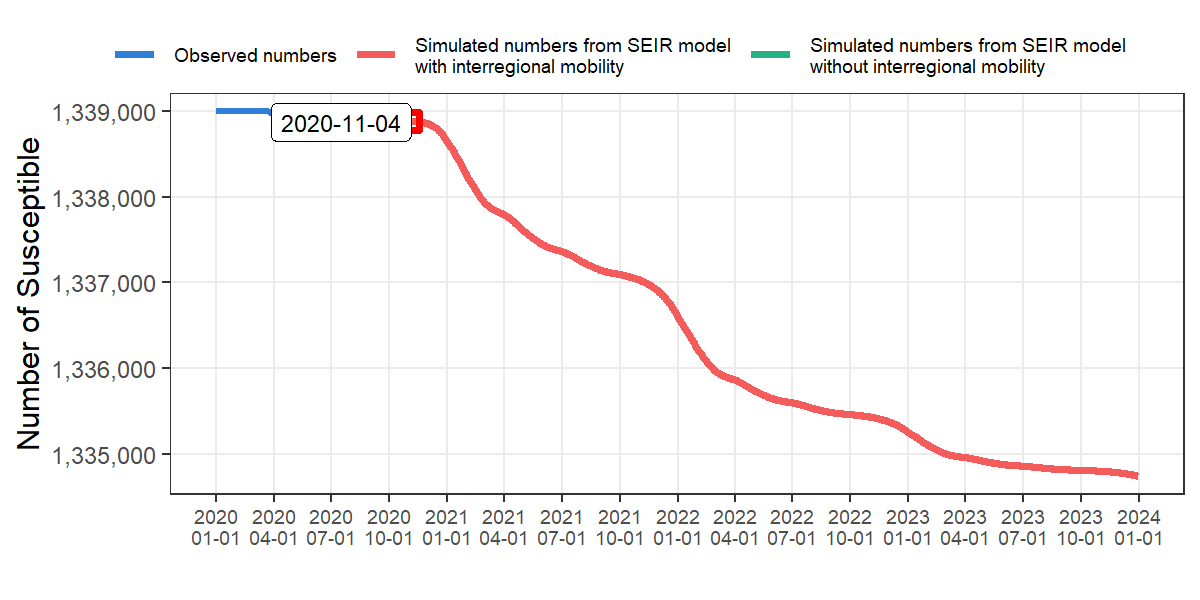 Observed numbers
Simulated numbers from SEIR model
with interregional mobility
Simulated numbers from SEIR model
without interregional mobility
Number of Susceptible
1,339,000
1,338,000
1,337,000
1,336,000
1,335,000
2020-11-04
2020 2020 2020 2020 2021 2021 2021 2021 2022 2022 2022 2022 2023 2023 2023 2023 2024
01-01 04-01 07-01 10-01 01-01 04-01 07-01 10-01 01-01 04-01 07-01 10-01 01-01 04-01 07-01 10-01 01-01